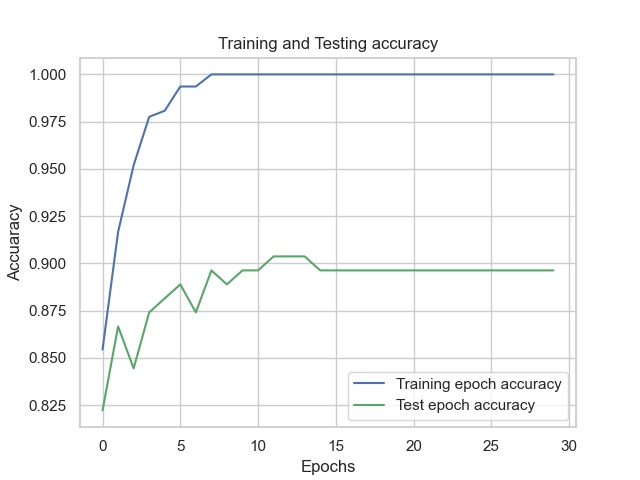 Training and Testing accuracy
1.000
0.975
0.950
0.925
0.900
0.875
0.850
0.825
Accuaracy
Training epoch accuracy
Test epoch accuracy
0 5 10 15 20 25 30
Epochs